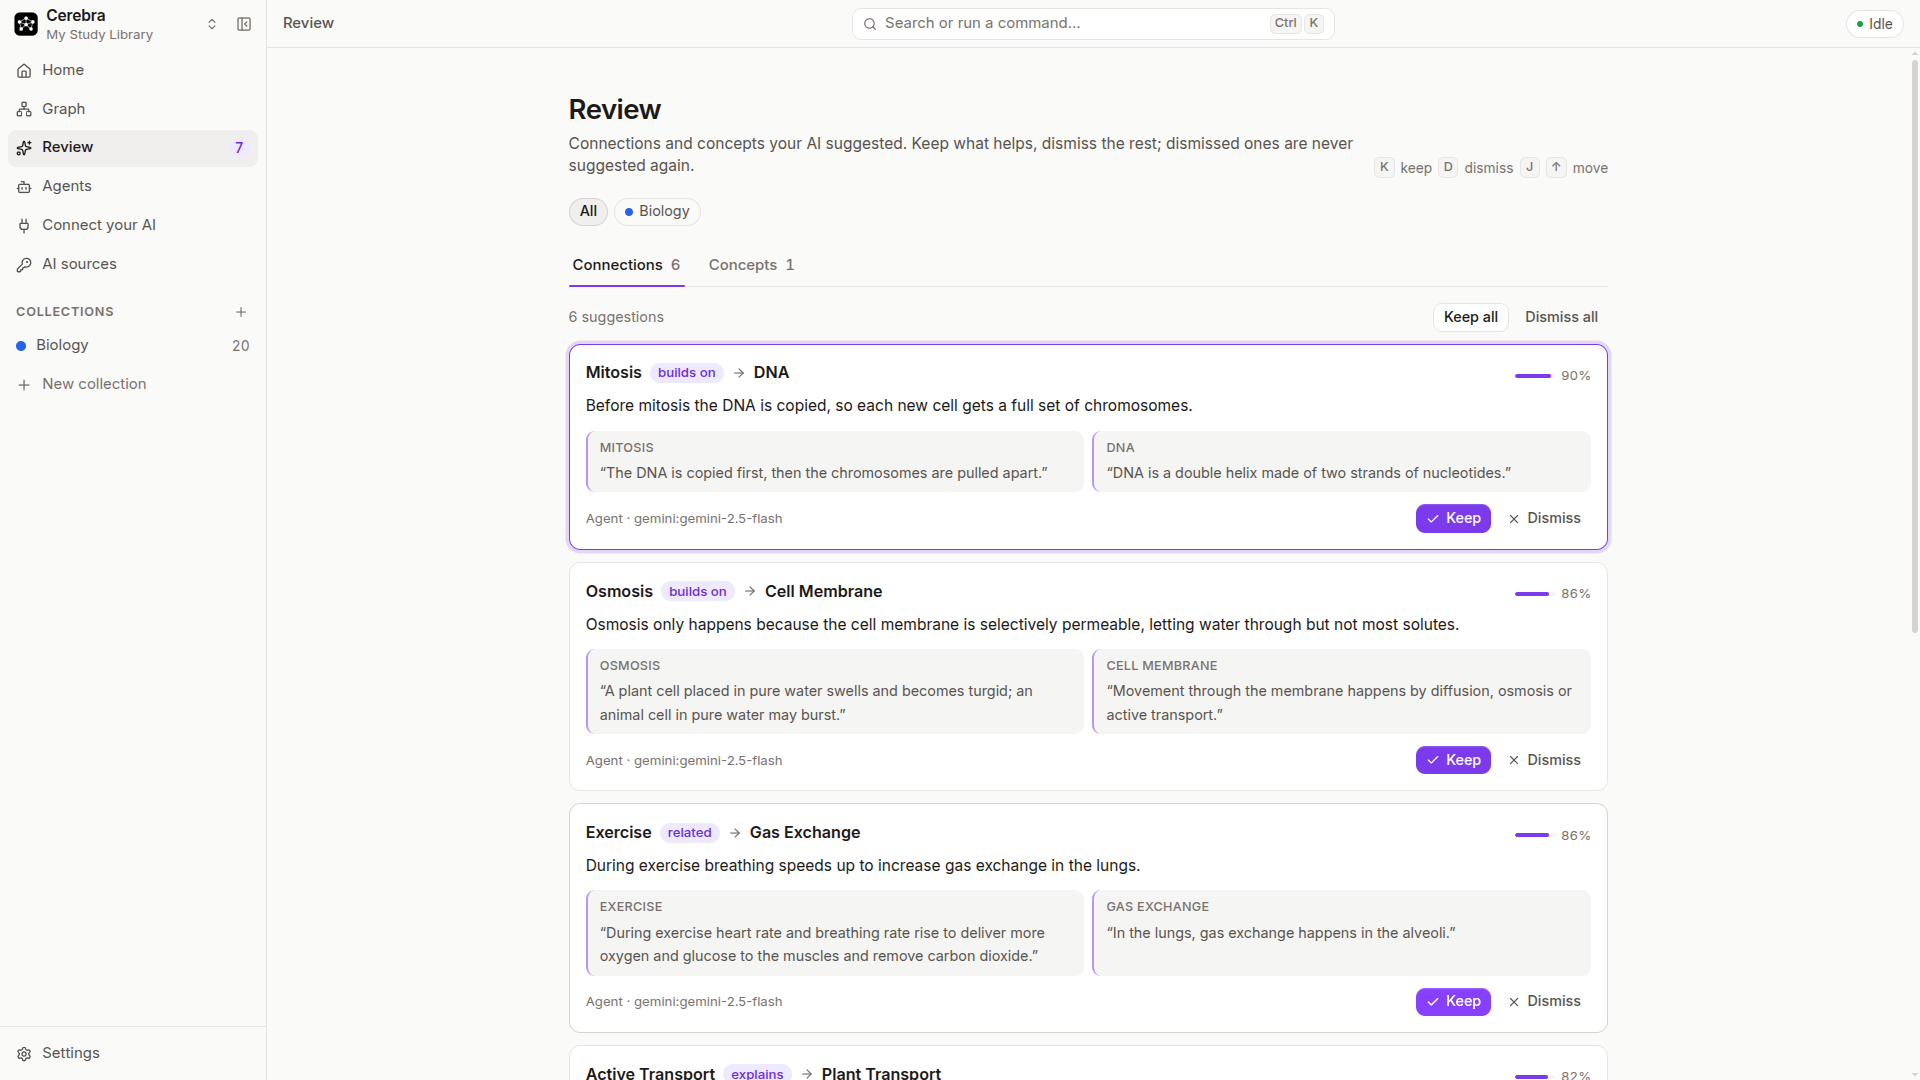 Cerebra
My Study Library
Home
Graph
Review 7
Agents
Connect your AI
AI sources
COLLECTIONS
Biology 20
New collection
Settings
Review
Search or run a command... Ctrl K
Idle
Review
Connections and concepts your AI suggested. Keep what helps, dismiss the rest; dismissed ones are never
suggested again.
K keep D dismiss J ↑ move
All Biology
Connections 6 Concepts 1
6 suggestions Keep all Dismiss all
Mitosis builds on → DNA 90%
Before mitosis the DNA is copied, so each new cell gets a full set of chromosomes.
MITOSIS
“The DNA is copied first, then the chromosomes are pulled apart.”
DNA
“DNA is a double helix made of two strands of nucleotides.”
Agent · gemini:gemini-2.5-flash Keep Dismiss
Osmosis builds on → Cell Membrane 86%
Osmosis only happens because the cell membrane is selectively permeable, letting water through but not most solutes.
OSMOSIS
“A plant cell placed in pure water swells and becomes turgid; an
animal cell in pure water may burst.”
CELL MEMBRANE
“Movement through the membrane happens by diffusion, osmosis or
active transport.”
Agent · gemini:gemini-2.5-flash Keep Dismiss
Exercise related → Gas Exchange 86%
During exercise breathing speeds up to increase gas exchange in the lungs.
EXERCISE
“During exercise heart rate and breathing rate rise to deliver more
oxygen and glucose to the muscles and remove carbon dioxide.”
GAS EXCHANGE
“In the lungs, gas exchange happens in the alveoli.”
Agent · gemini:gemini-2.5-flash Keep Dismiss
Active Transport explains → Plant Transport 82%